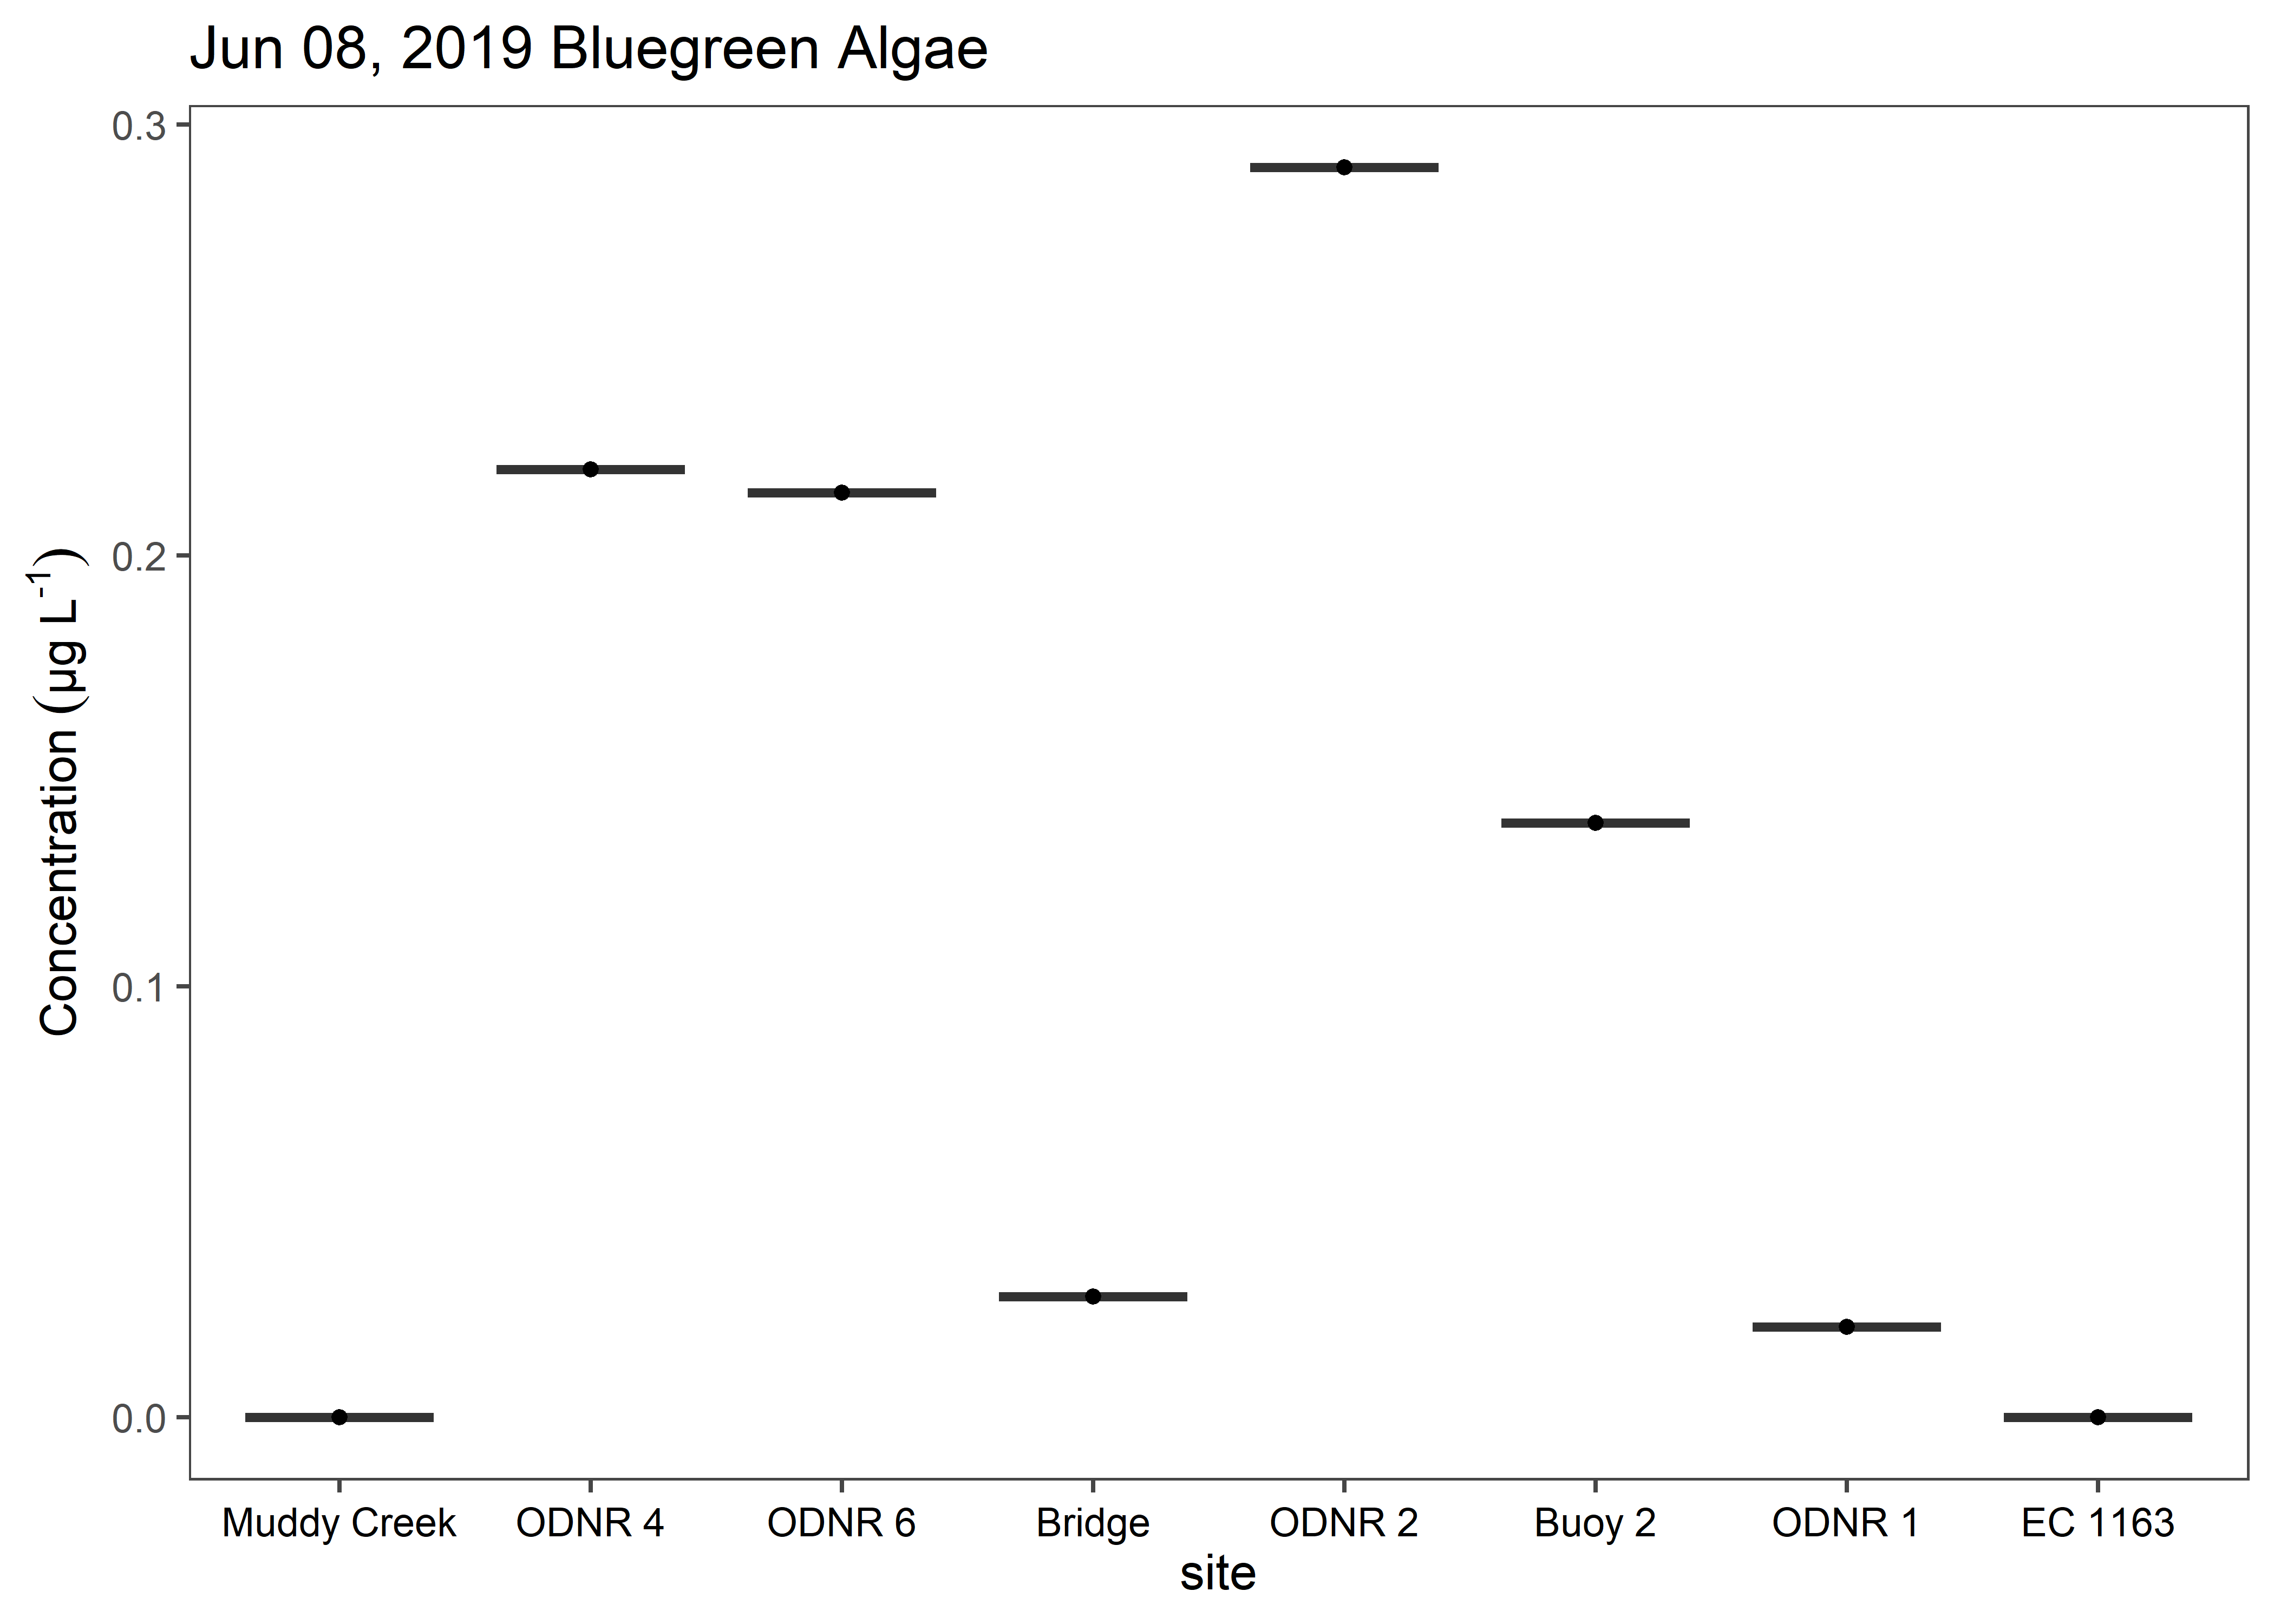 Jun 08, 2019 Bluegreen Algae
Concentration (µg L-1)
0.3
0.2
0.1
0.0
Muddy Creek ODNR 4 ODNR 6 Bridge ODNR 2 Buoy 2 ODNR 1 EC 1163
site